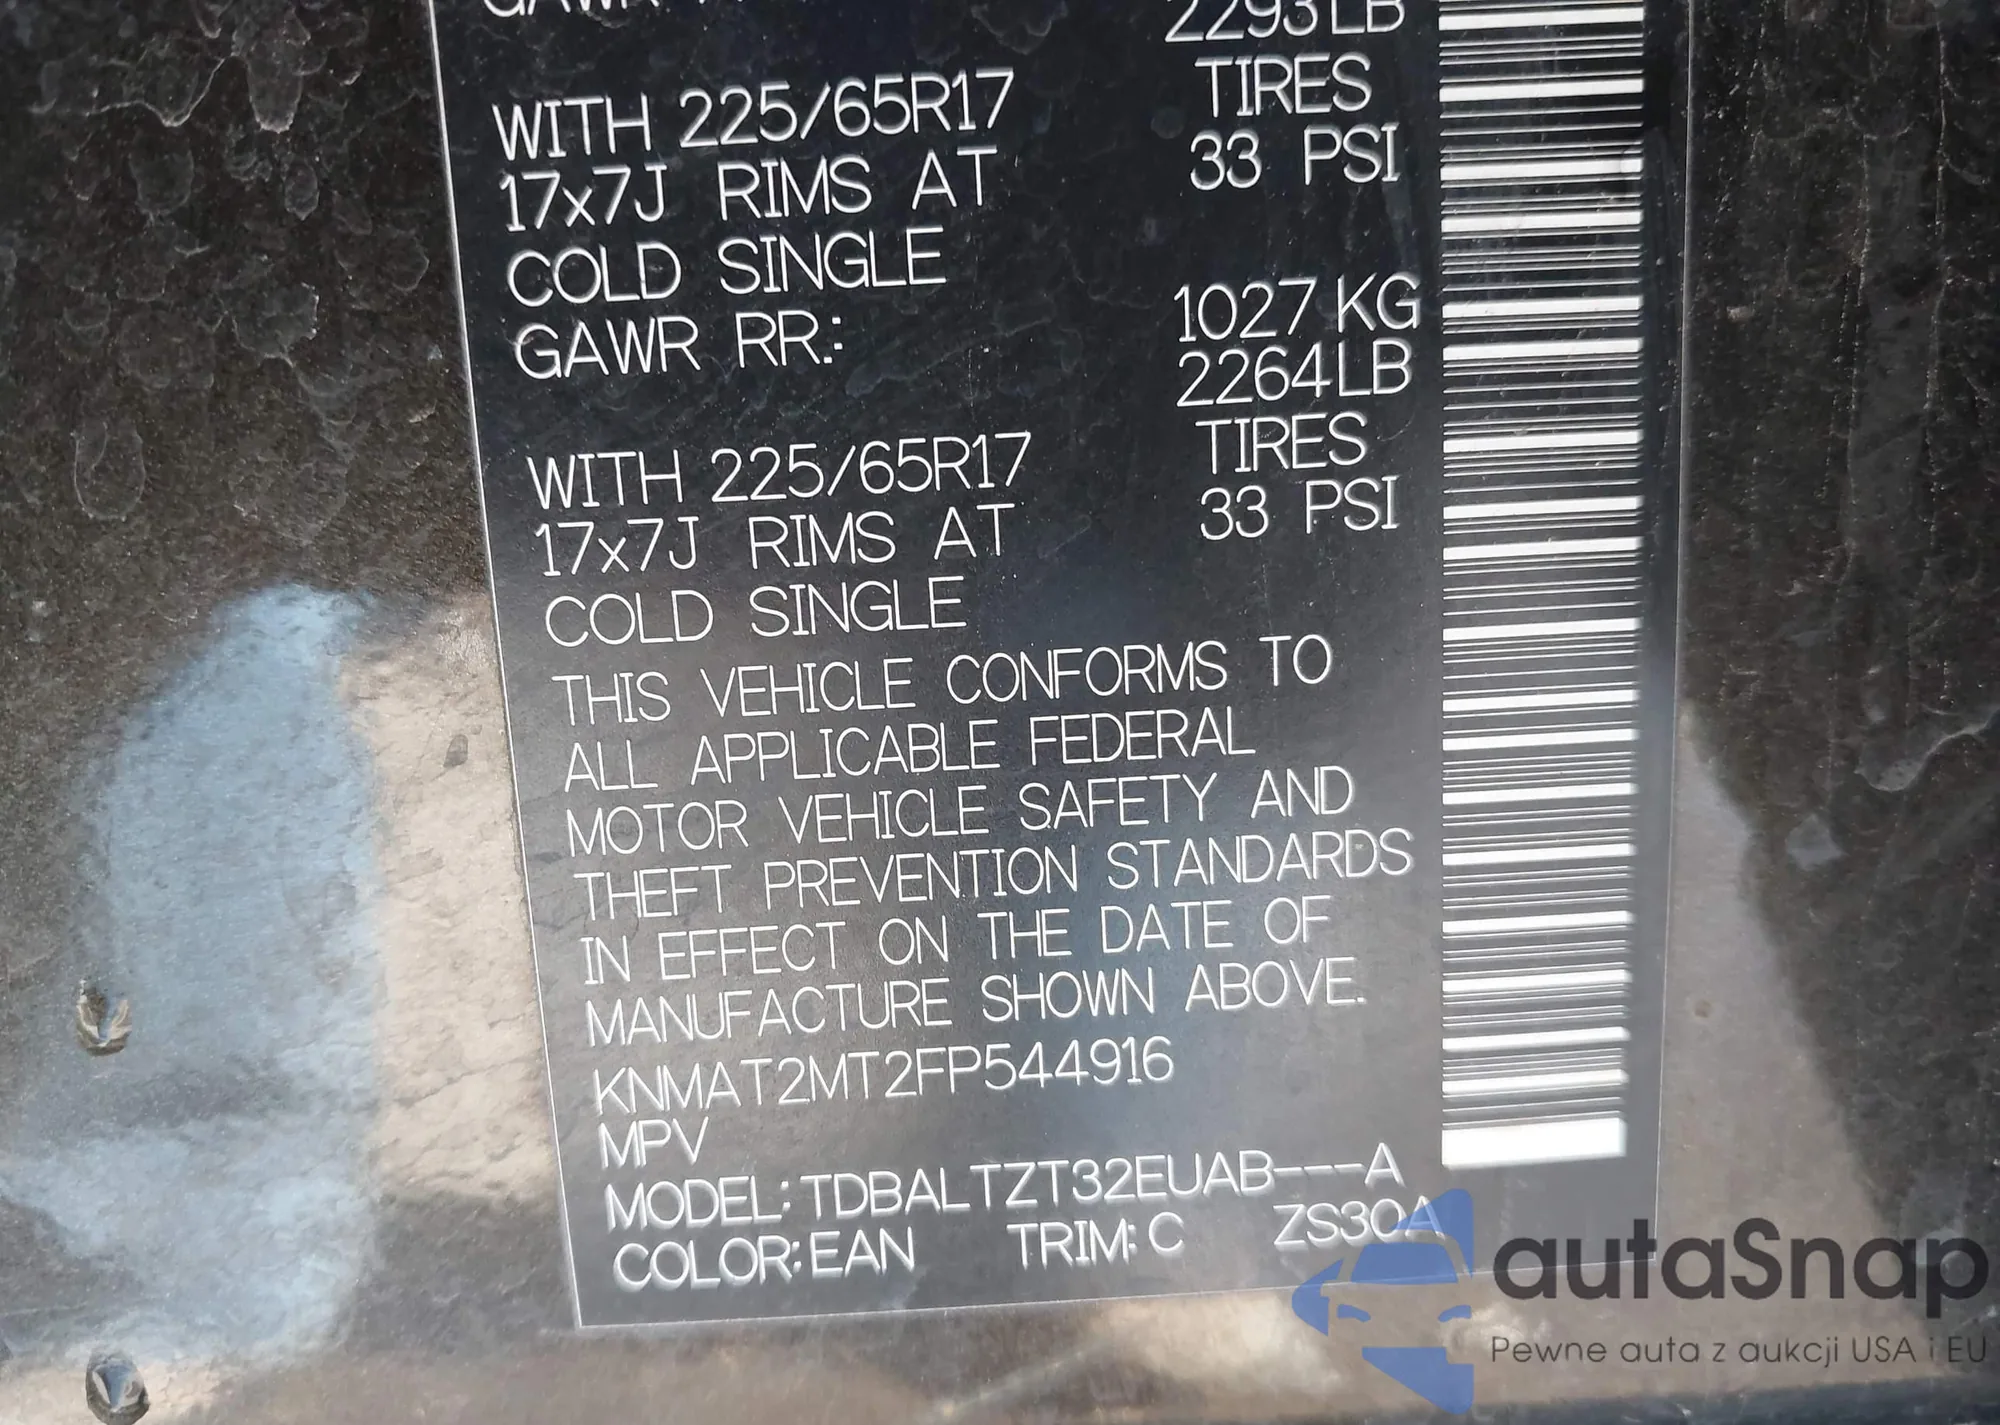 2293LB
WITH 225/65R17 TIRES
17x7J RIMS AT 33 PSI
COLD SINGLE
GAWR RR.: 1027 KG
2264LB
WITH 225/65R17 TIRES
17x7J RIMS AT 33 PSI
COLD SINGLE
THIS VEHICLE CONFORMS TO
ALL APPLICABLE FEDERAL
MOTOR VEHICLE SAFETY AND
THEFT PREVENTION STANDARDS
IN EFFECT ON THE DATE OF
MANUFACTURE SHOWN ABOVE.
KNMAT2MT2FP544916
MPV
MODEL: TDBALTZT32EUAB---A
COLOR: EAN TRIM: C ZS30A
autaSnap
Pewne auta z aukcji USA i EU